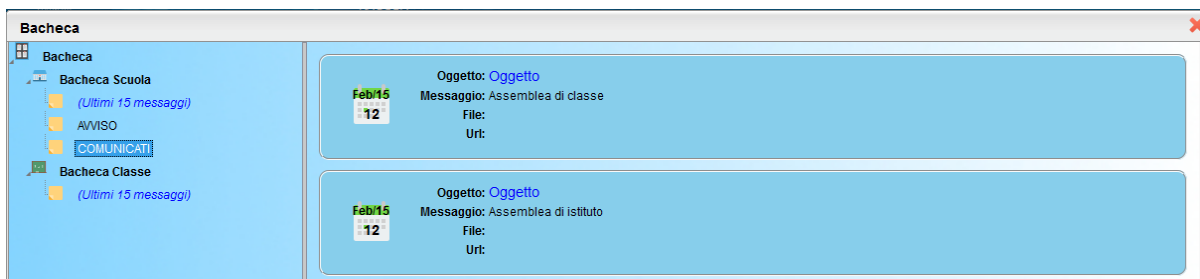 Bacheca
Bacheca
Bacheca Scuola
(Ultimi 15 messaggi)
AVVISO
COMUNICATI
Bacheca Classe
(Ultimi 15 messaggi)
Feb/15
12
Oggetto: Oggetto
Messaggio: Assemblea di classe
File:
Url:
Feb/15
12
Oggetto: Oggetto
Messaggio: Assemblea di istituto
File:
Url: